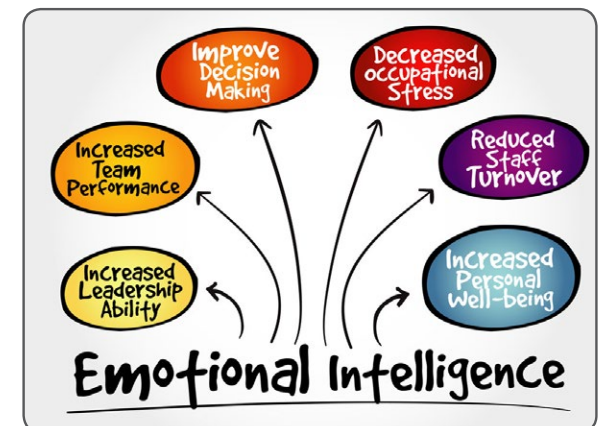 Improve
Decision
Making
Decreased
Occupational
Stress
Increased
Team
Performance
Reduced
Staff
Turnover
Increased
Leadership
Ability
Increased
Personal
Well-being
Emotional Intelligence